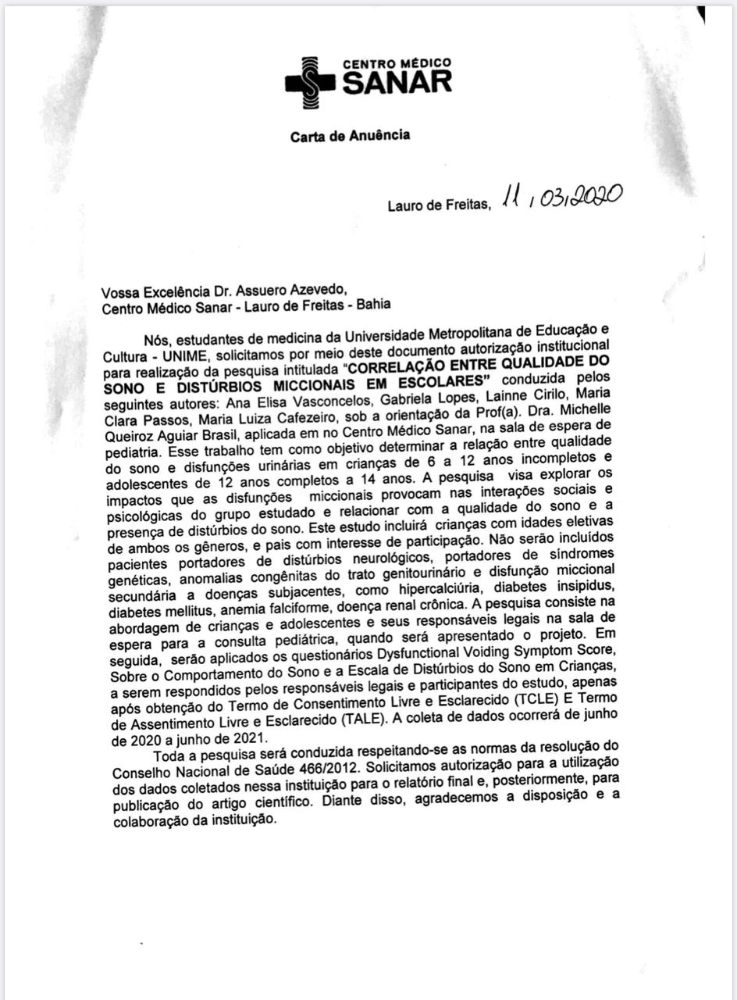 CENTRO MÉDICO
SANAR
Carta de Anuência
Lauro de Freitas, 11,03,2020
Vossa Excelência Dr. Assuero Azevedo,
Centro Médico Sanar - Lauro de Freitas - Bahia
Nós, estudantes de medicina da Universidade Metropolitana de Educação e
Cultura - UNIME, solicitamos por meio deste documento autorização institucional
para realização da pesquisa intitulada “CORRELAÇÃO ENTRE QUALIDADE DO
SONO E DISTÚRBIOS MICCIONAIS EM ESCOLARES” conduzida pelos
seguintes autores: Ana Elisa Vasconcelos, Gabriela Lopes, Lainne Cirilo, Maria
Clara Passos, Maria Luiza Cafezeiro, sob a orientação da Prof(a). Dra. Michelle
Queiroz Aguiar Brasil, aplicada em no Centro Médico Sanar, na sala de espera de
pediatria. Esse trabalho tem como objetivo determinar a relação entre qualidade
do sono e disfunções urinárias em crianças de 6 a 12 anos incompletos e
adolescentes de 12 anos completos a 14 anos. A pesquisa visa explorar os
impactos que as disfunções miccionais provocam nas interações sociais e
psicológicas do grupo estudado e relacionar com a qualidade do sono e a
presença de distúrbios do sono. Este estudo incluirá crianças com idades eletivas
de ambos os gêneros, e pais com interesse de participação. Não serão incluídos
pacientes portadores de distúrbios neurológicos, portadores de síndromes
genéticas, anomalias congênitas do trato genitourinário e disfunção miccional
secundária a doenças subjacentes, como hipercalciúria, diabetes insipidus,
diabetes mellitus, anemia falciforme, doença renal crônica. A pesquisa consiste na
abordagem de crianças e adolescentes e seus responsáveis legais na sala de
espera para a consulta pediátrica, quando será apresentado o projeto. Em
seguida, serão aplicados os questionários Dysfunctional Voiding Symptom Score,
Sobre o Comportamento do Sono e a Escala de Distúrbios do Sono em Crianças,
a serem respondidos pelos responsáveis legais e participantes do estudo, apenas
após obtenção do Termo de Consentimento Livre e Esclarecido (TCLE) E Termo
de Assentimento Livre e Esclarecido (TALE). A coleta de dados ocorrerá de junho
de 2020 a junho de 2021.
Toda a pesquisa será conduzida respeitando-se as normas da resolução do
Conselho Nacional de Saúde 466/2012. Solicitamos autorização para a utilização
dos dados coletados nessa instituição para o relatório final e, posteriormente, para
publicação do artigo científico. Diante disso, agradecemos a disposição e a
colaboração da instituição.